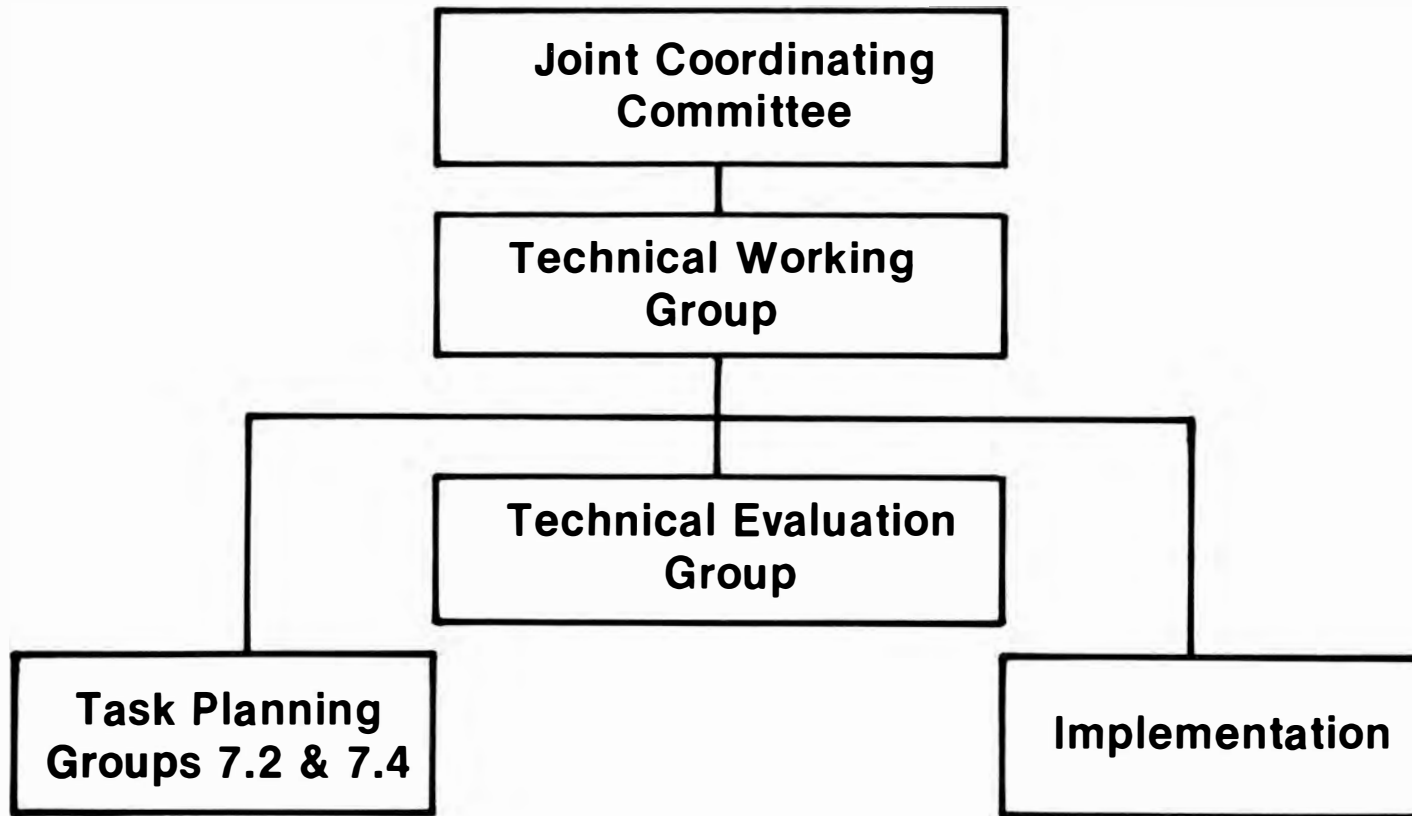 Joint Coordinating
Committee
Technical Working
Group
Technical Evaluation
Group
Task Planning
Groups 7.2 & 7.4
Implementation